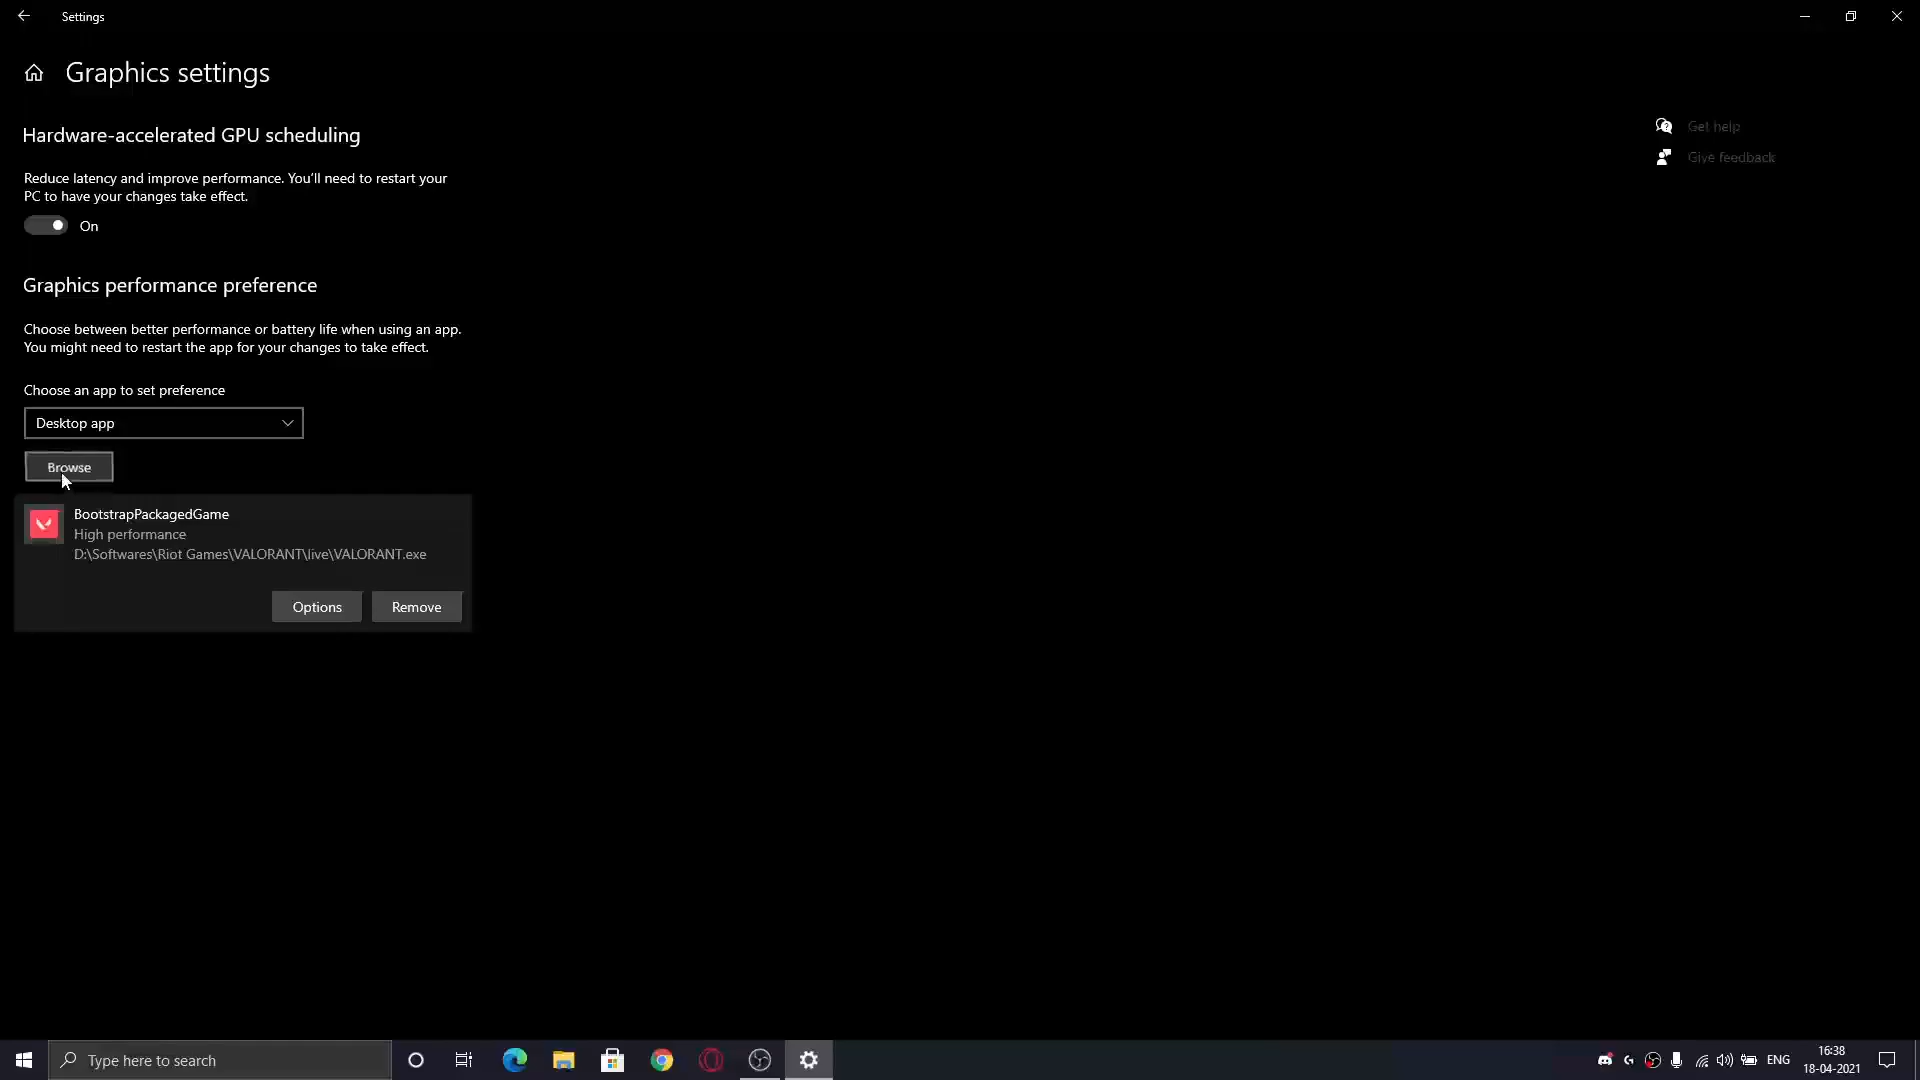 Settings
Graphics settings
Hardware-accelerated GPU scheduling
Reduce latency and improve performance. You'll need to restart your
PC to have your changes take effect.
On
Graphics performance preference
Choose between better performance or battery life when using an app.
You might need to restart the app for your changes to take effect.
Choose an app to set preference
Desktop app
Browse
BootstrapPackagedGame
High performance
D:\Softwares\Riot Games\VALORANT\live\VALORANT.exe
Options
Remove
Get help
Give feedback
Type here to search
ENG
16:38
18-04-2021